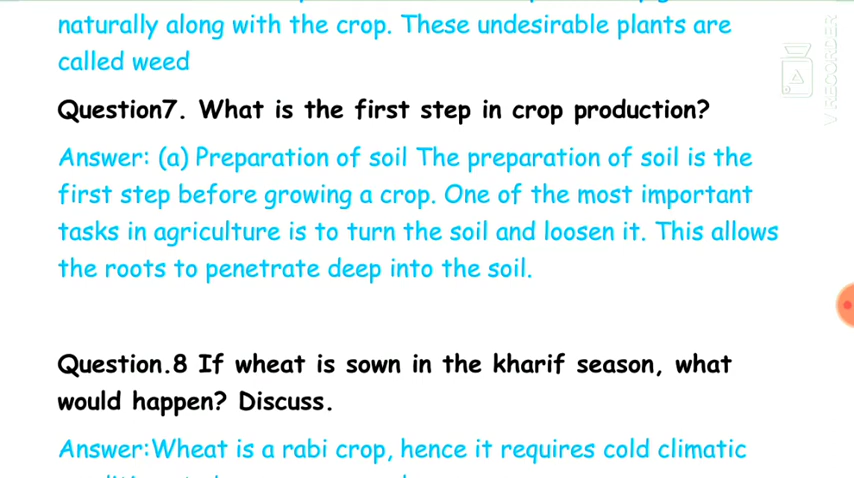 naturally along with the crop. These undesirable plants are
called weed
Question7. What is the first step in crop production?
Answer: (a) Preparation of soil The preparation of soil is the
first step before growing a crop. One of the most important
tasks in agriculture is to turn the soil and loosen it. This allows
the roots to penetrate deep into the soil.
Question.8 If wheat is sown in the kharif season, what
would happen? Discuss.
Answer:Wheat is a rabi crop, hence it requires cold climatic
V RECORDER